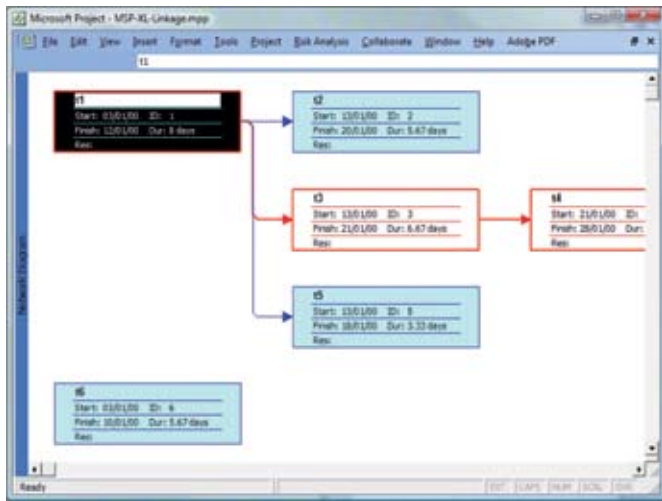 Microsoft Project - MSP-XL-Linkage.mpp
File Edit View Insert Format Tools Project Risk Analysis Collaborate Window Help Adobe PDF
t1
t1
Start: 03/01/00 ID: 1
Finish: 12/01/00 Dur: 8 days
Res:
t2
Start: 13/01/00 ID: 2
Finish: 20/01/00 Dur: 5.67 days
Res:
t3
Start: 13/01/00 ID: 3
Finish: 21/01/00 Dur: 6.67 days
Res:
t4
Start: 21/01/00 ID:
Finish: 28/01/00 Dur:
Res:
t5
Start: 13/01/00 ID: 5
Finish: 18/01/00 Dur: 3.33 days
Res:
t6
Start: 03/01/00 ID: 6
Finish: 10/01/00 Dur: 5.67 days
Res:
Network Diagram
Ready
EXT CAPS NUM SCRL OVR